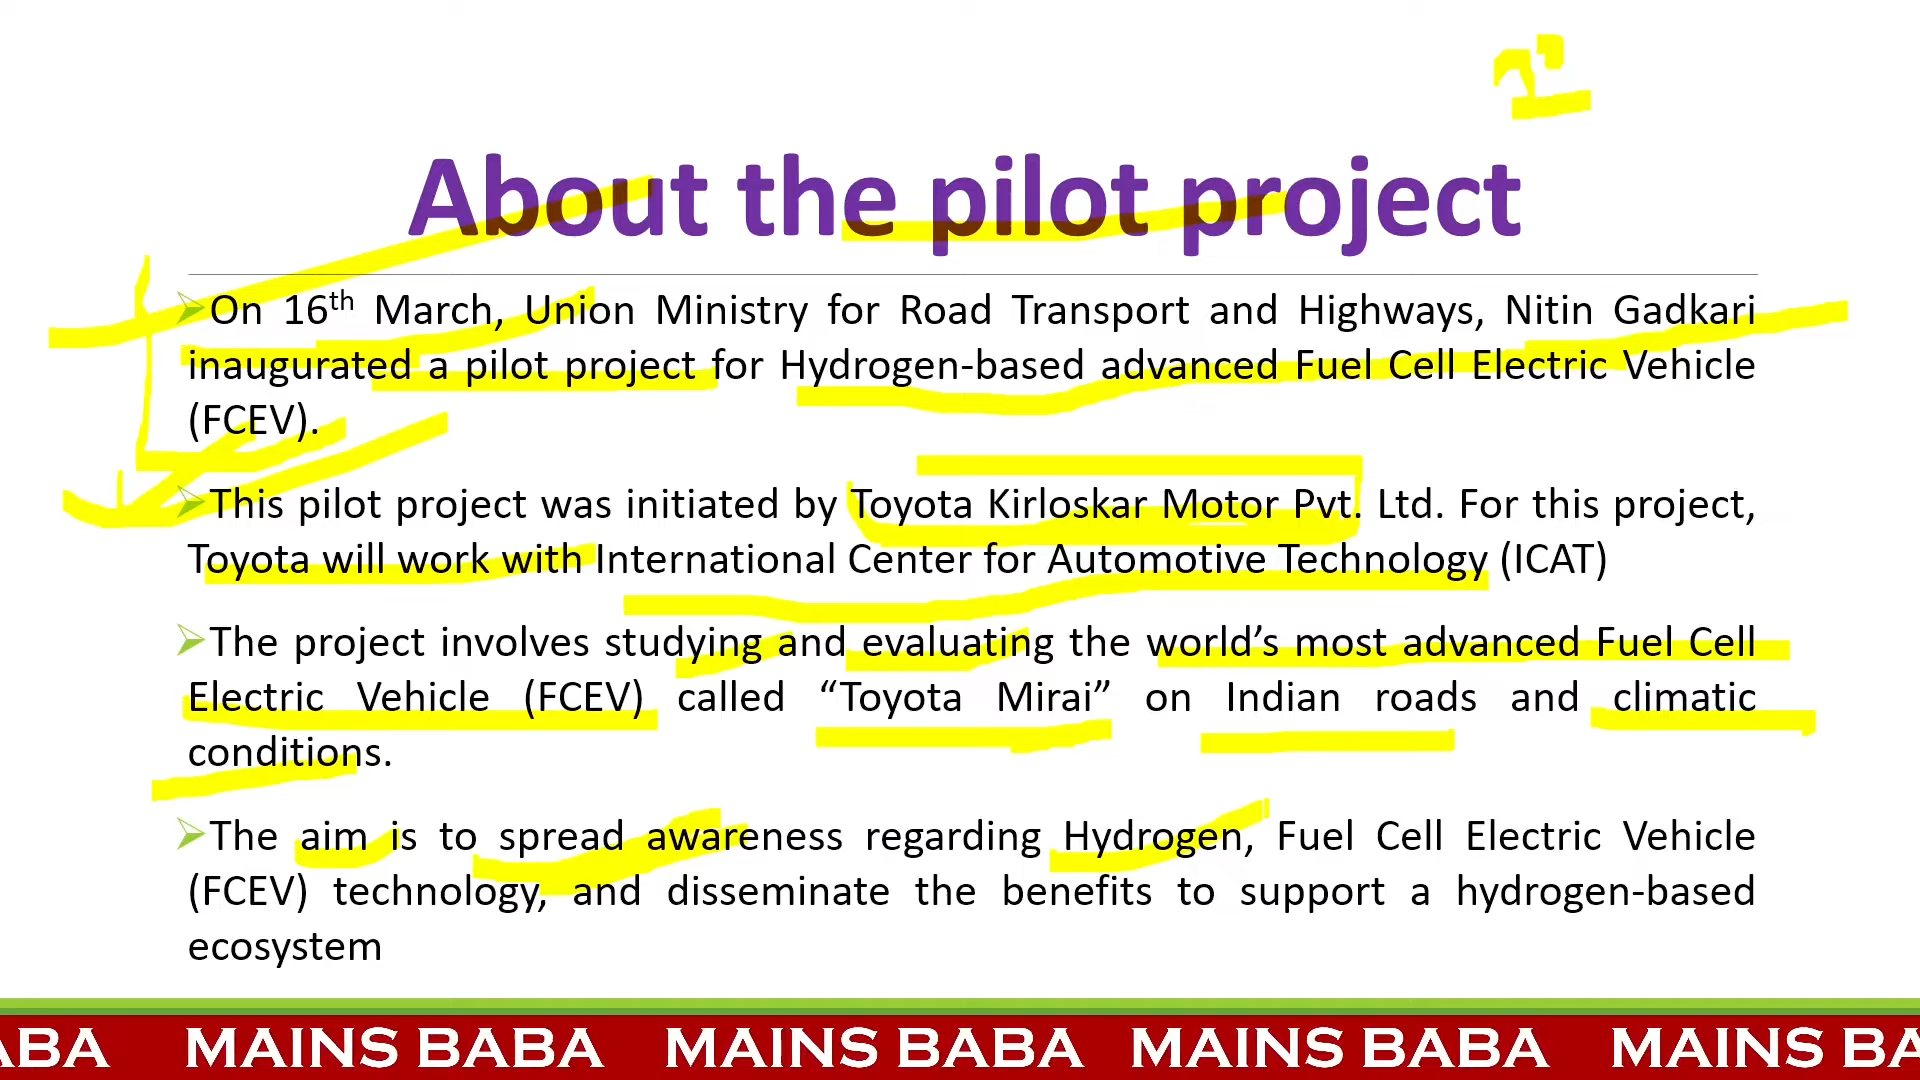 About the pilot project
➢On 16th March, Union Ministry for Road Transport and Highways, Nitin Gadkari
inaugurated a pilot project for Hydrogen-based advanced Fuel Cell Electric Vehicle
(FCEV).
➢This pilot project was initiated by Toyota Kirloskar Motor Pvt. Ltd. For this project,
Toyota will work with International Center for Automotive Technology (ICAT)
➢The project involves studying and evaluating the world’s most advanced Fuel Cell
Electric Vehicle (FCEV) called “Toyota Mirai” on Indian roads and climatic
conditions.
➢The aim is to spread awareness regarding Hydrogen, Fuel Cell Electric Vehicle
(FCEV) technology, and disseminate the benefits to support a hydrogen-based
ecosystem
ABA MAINS BABA MAINS BABA MAINS BABA MAINS BA